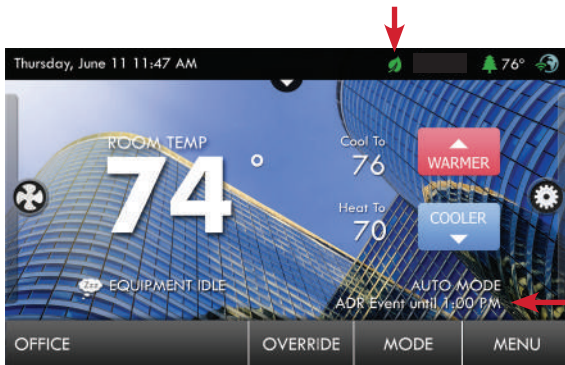 Thursday, June 11 11:47 AM
76°
ROOM TEMP
74°
Cool To
76
WARMER
Heat To
70
COOLER
Zzz
EQUIPMENT IDLE
AUTO MODE
ADR Event until 1:00 PM
OFFICE
OVERRIDE
MODE
MENU